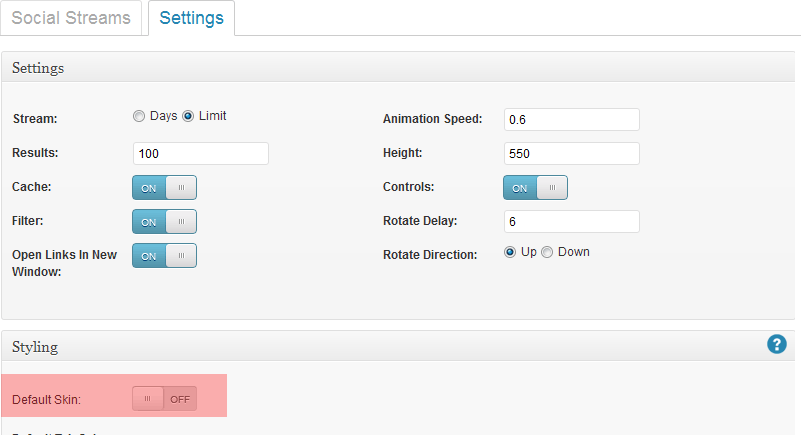 Social Streams Settings
Settings
Stream: Days Limit Animation Speed: 0.6
Results: 100 Height: 550
Cache: ON Controls: ON
Filter: ON Rotate Delay: 6
Open Links In New ON Rotate Direction: Up Down
Window:
Styling ?
Default Skin: OFF